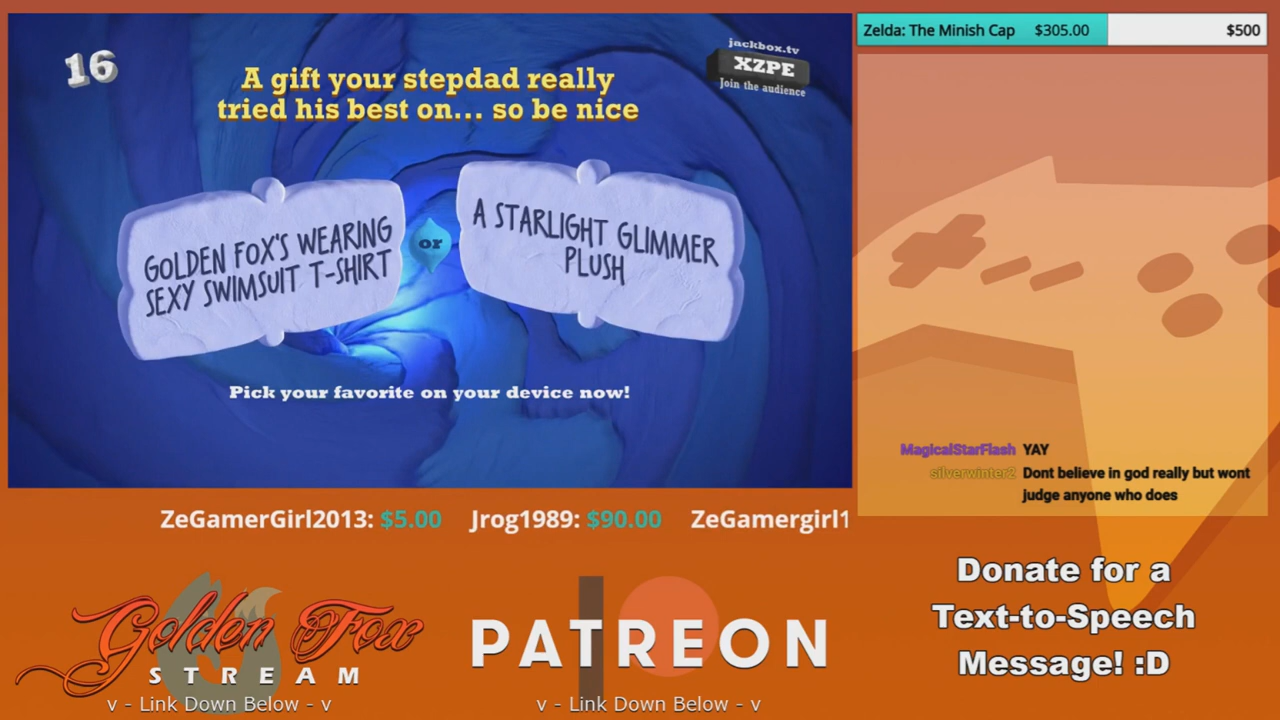 16
A gift your stepdad really
tried his best on... so be nice
jackbox.tv
XZPE
Join the audience
GOLDEN FOX'S WEARING
SEXY SWIMSUIT T-SHIRT
or
A STARLIGHT GLIMMER
PLUSH
Pick your favorite on your device now!
Zelda: The Minish Cap $305.00 $500
MagicalStarFlash YAY
silverwinter2 Dont believe in god really but wont
judge anyone who does
ZeGamerGirl2013: $5.00 Jrog1989: $90.00 ZeGamergirl1
Golden Fox
STREAM
v - Link Down Below - v
PATREON
v - Link Down Below - v
Donate for a
Text-to-Speech
Message! :D